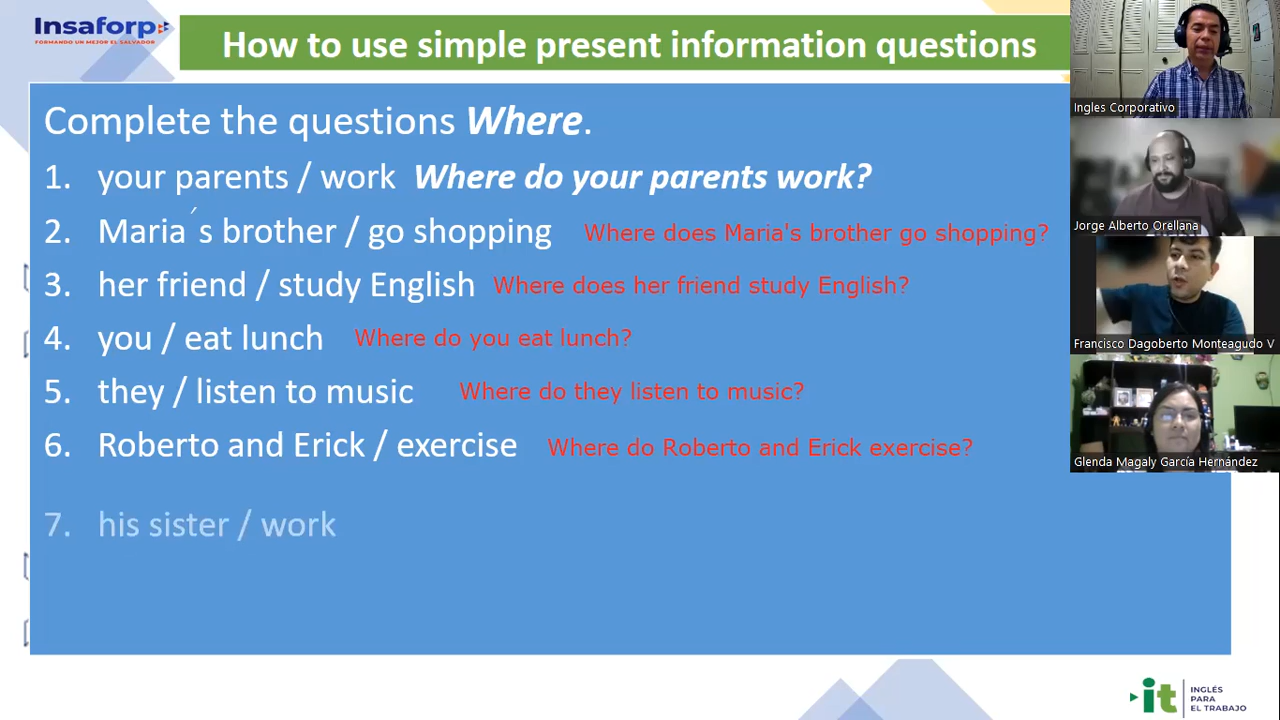 Insaforp
FORMANDO UN MEJOR EL SALVADOR
How to use simple present information questions
Complete the questions Where.
1. your parents / work Where do your parents work?
2. Maria´s brother / go shopping Where does Maria's brother go shopping?
3. her friend / study English Where does her friend study English?
4. you / eat lunch Where do you eat lunch?
5. they / listen to music Where do they listen to music?
6. Roberto and Erick / exercise Where do Roberto and Erick exercise?
7. his sister / work
Ingles Corporativo
Jorge Alberto Orellana
Francisco Dagoberto Monteagudo V
Glenda Magaly García Hernández
it
INGLÉS
PARA
EL TRABAJO